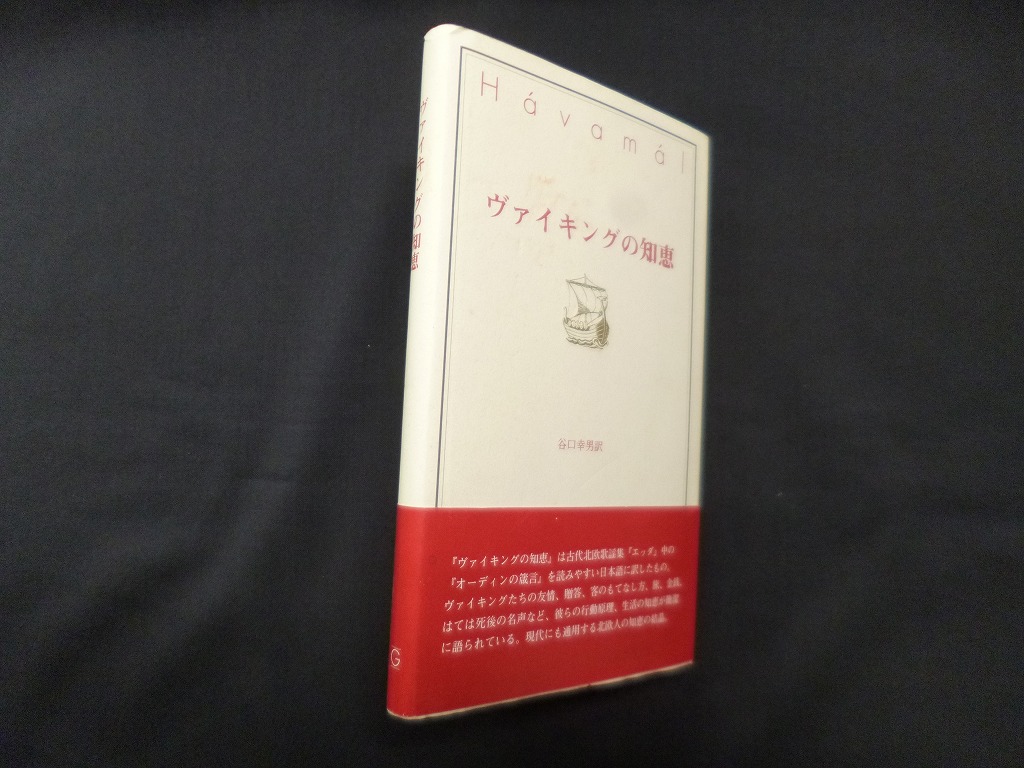 ヴァイキングの知恵
Hávamál
ヴァイキングの知恵
谷口幸男訳
『ヴァイキングの知恵』は古代北欧歌謡集『エッダ』中の
『オーディンの箴言』を読みやすい日本語に訳したもの。
ヴァイキングたちの友情、贈答、客のもてなし方、旅、金銭、
はては死後の名声など、彼らの行動原理、生活の知恵が
に語られている。現代にも通用する北欧人の知恵の結晶。
G